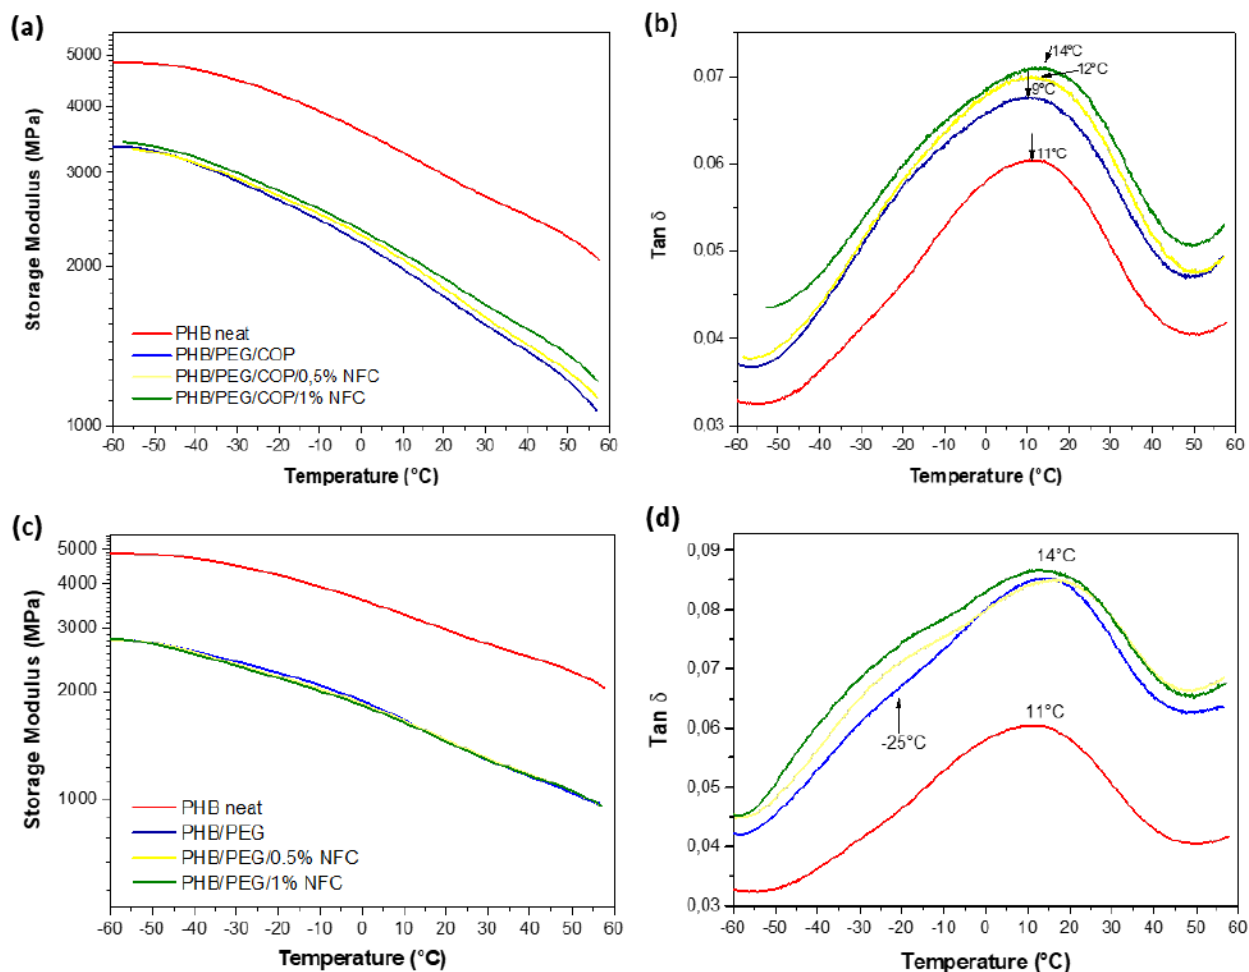 (a)
5000
4000
3000
2000
1000
Storage Modulus (MPa)
PHB neat
PHB/PEG/COP
PHB/PEG/COP/0,5% NFC
PHB/PEG/COP/1% NFC
-60 -50 -40 -30 -20 -10 0 10 20 30 40 50 60
Temperature (°C)
(b)
0,07
0,06
0,05
0,04
0,03
Tan δ
14°C
12°C
9°C
11°C
-60 -50 -40 -30 -20 -10 0 10 20 30 40 50 60
Temperature (°C)
(c)
5000
4000
3000
2000
1000
Storage Modulus (MPa)
PHB neat
PHB/PEG
PHB/PEG/0.5% NFC
PHB/PEG/1% NFC
-60 -50 -40 -30 -20 -10 0 10 20 30 40 50 60
Temperature (°C)
(d)
0,09
0,08
0,07
0,06
0,05
0,04
0,03
Tan δ
14°C
-25°C
11°C
-60 -50 -40 -30 -20 -10 0 10 20 30 40 50 60
Temperature (°C)